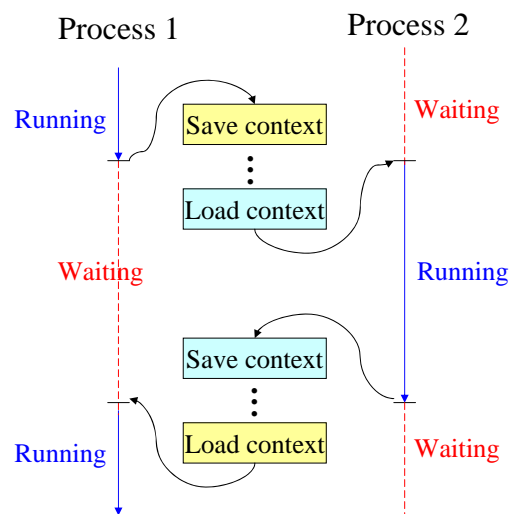 Process 1
Process 2
Running
Save context
Waiting
Load context
Waiting
Running
Save context
Running
Load context
Waiting